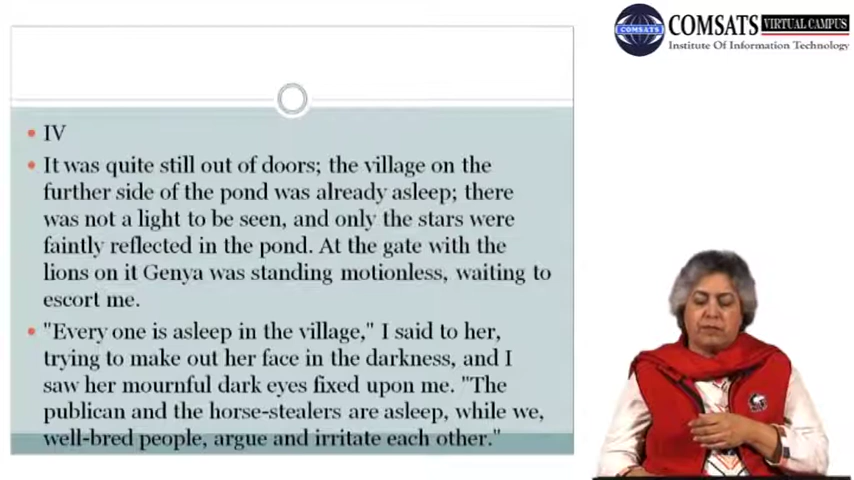 COMSATS VIRTUAL CAMPUS
COMSATS Institute Of Information Technology
IV
It was quite still out of doors; the village on the
further side of the pond was already asleep; there
was not a light to be seen, and only the stars were
faintly reflected in the pond. At the gate with the
lions on it Genya was standing motionless, waiting to
escort me.
"Every one is asleep in the village," I said to her,
trying to make out her face in the darkness, and I
saw her mournful dark eyes fixed upon me. "The
publican and the horse-stealers are asleep, while we,
well-bred people, argue and irritate each other."